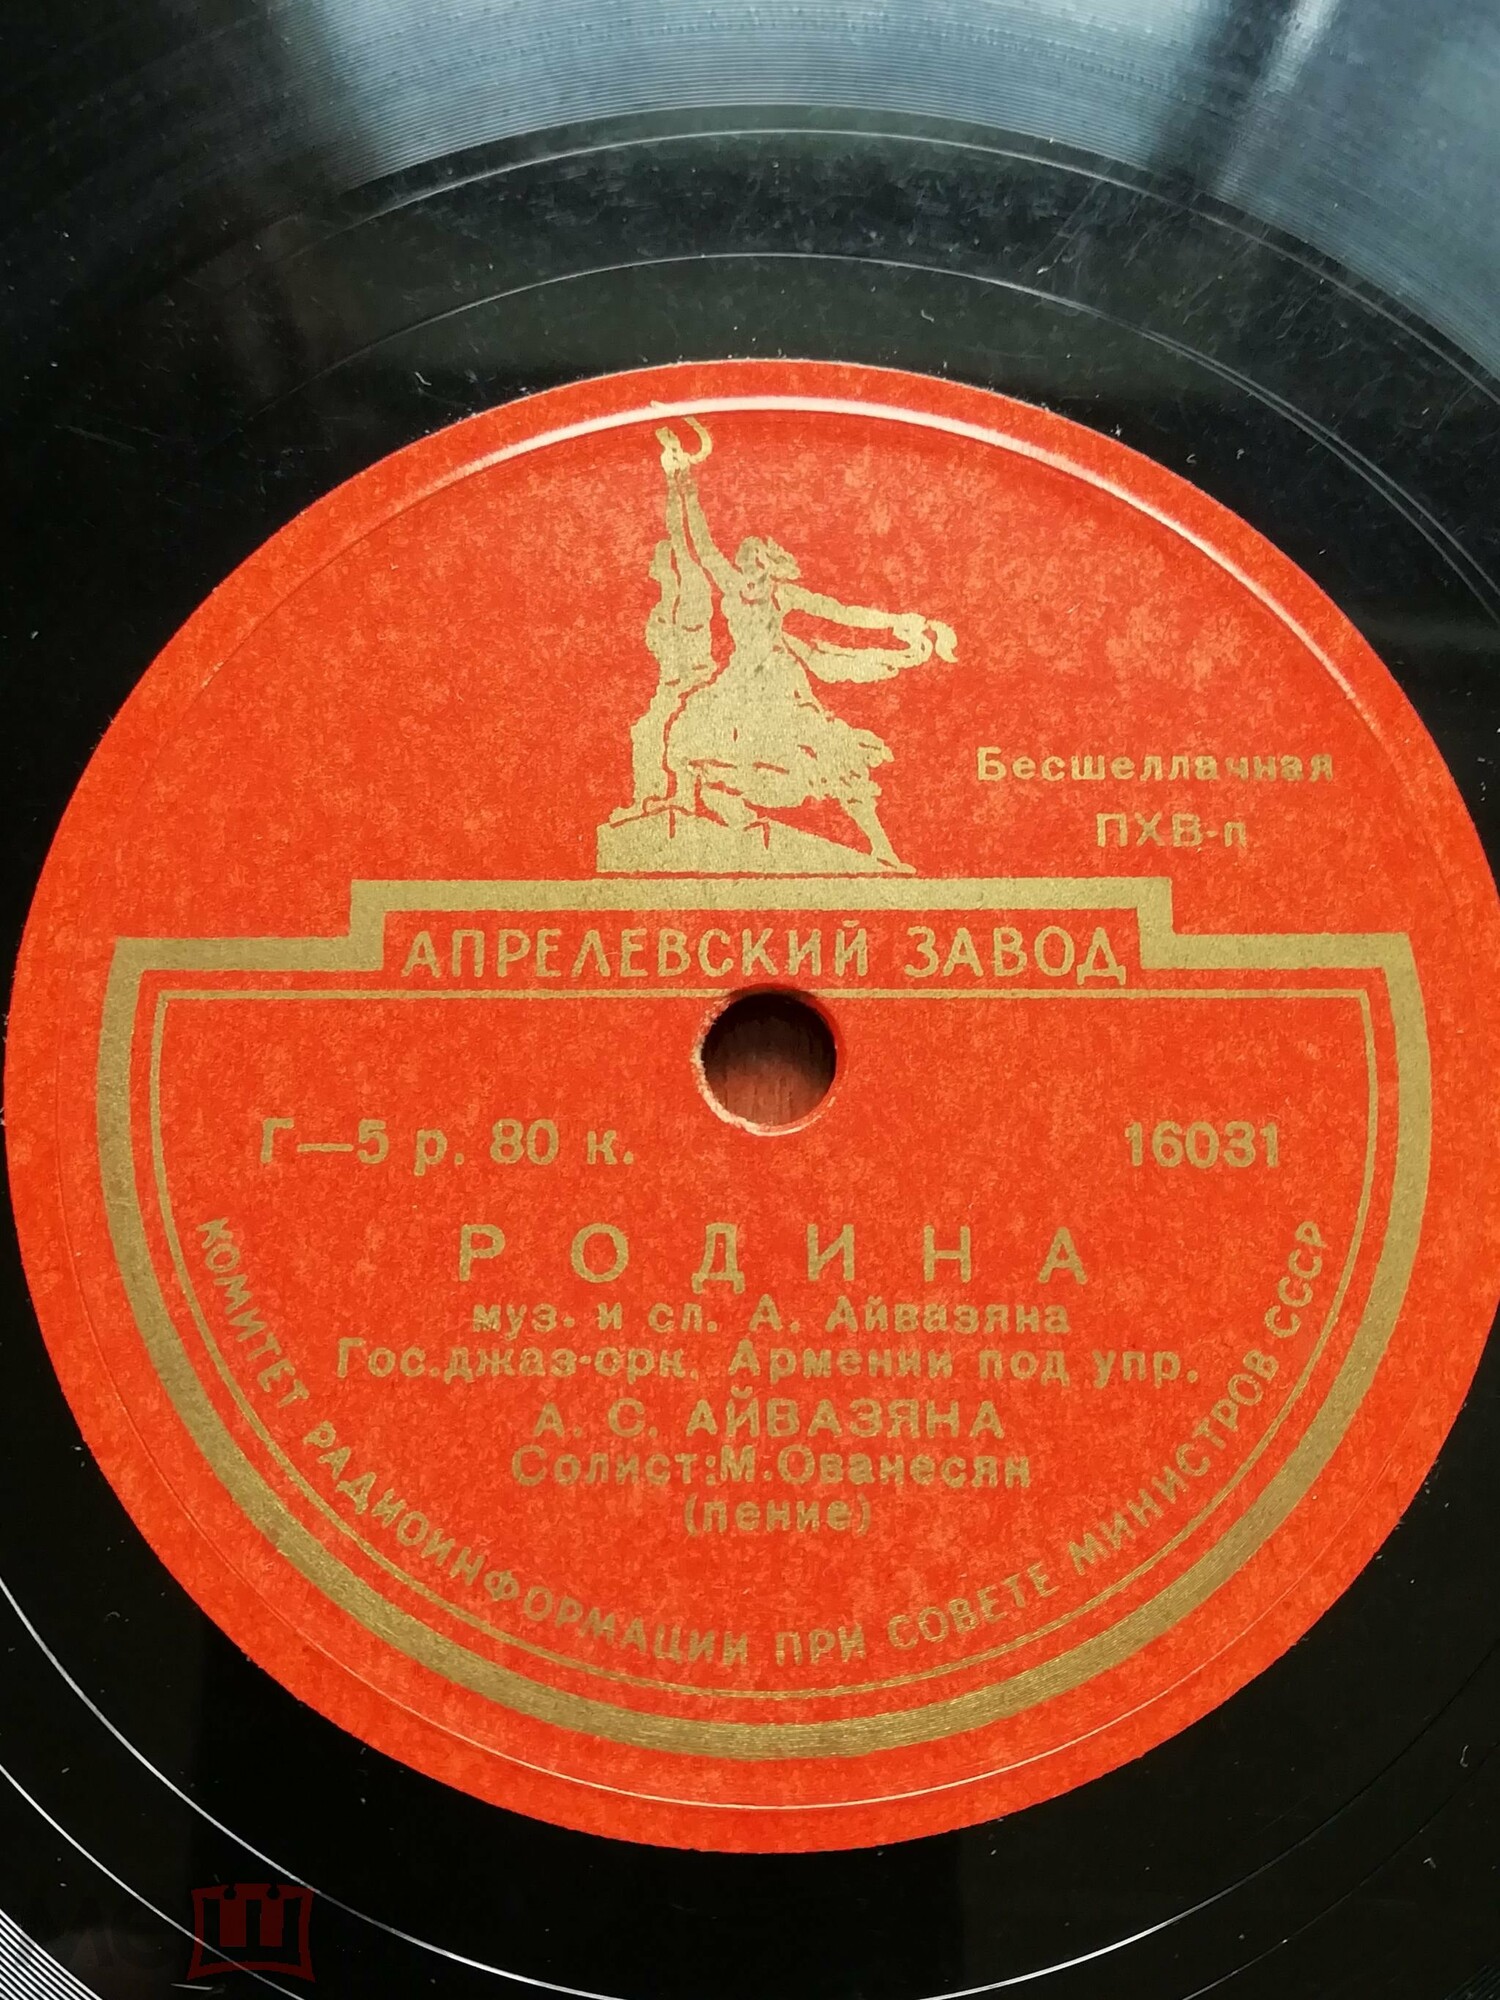 Бесшеллачная
ПХВ-п
АПРЕЛЕВСКИЙ ЗАВОД
Г—5 р. 80 к.
16031
РОДИНА
муз. и сл. А. Айвазяна
Гос.джаз-орк. Армении под упр.
А. С. АЙВАЗЯНА
Солист:М.Ованесян
(пение)
КОМИТЕТ РАДИОИНФОРМАЦИИ ПРИ СОВЕТЕ МИНИСТРОВ СССР